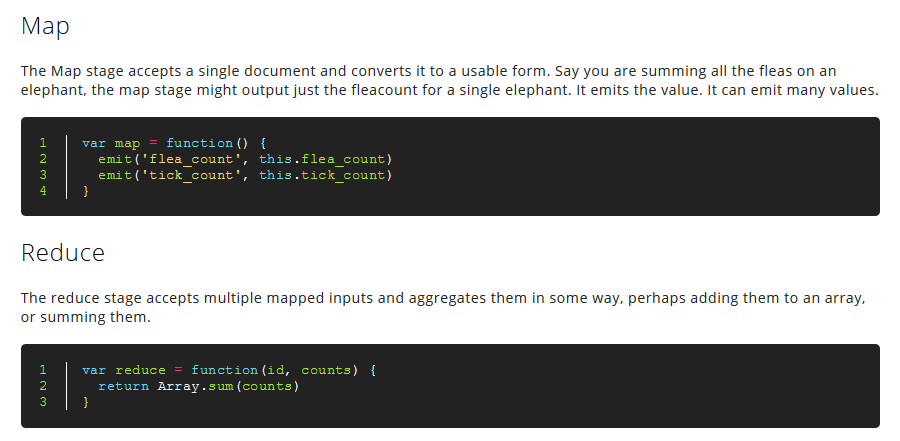 Map
The Map stage accepts a single document and converts it to a usable form. Say you are summing all the fleas on an
elephant, the map stage might output just the fleacount for a single elephant. It emits the value. It can emit many values.
1 var map = function() {
2 emit('flea_count', this.flea_count)
3 emit('tick_count', this.tick_count)
4 }
Reduce
The reduce stage accepts multiple mapped inputs and aggregates them in some way, perhaps adding them to an array,
or summing them.
1 var reduce = function(id, counts) {
2 return Array.sum(counts)
3 }